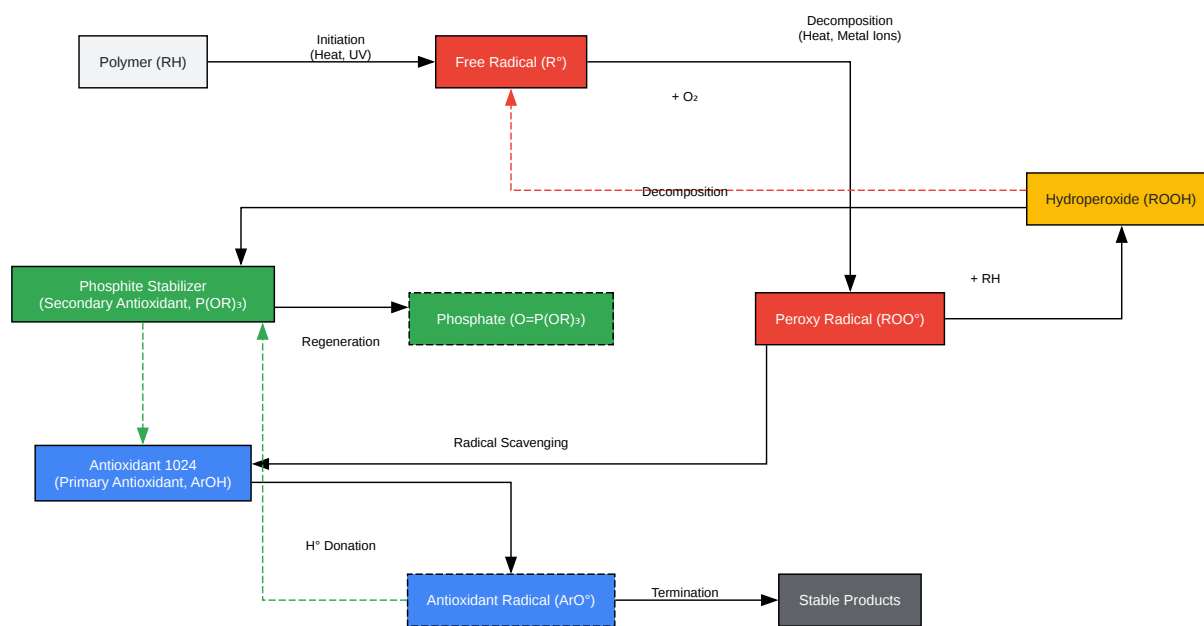 Decomposition
(Heat, Metal Ions)
Initiation
(Heat, UV)
Polymer (RH)
Free Radical (R°)
+ O₂
Decomposition
Hydroperoxide (ROOH)
Phosphite Stabilizer
(Secondary Antioxidant, P(OR)₃)
+ RH
Phosphate (O=P(OR)₃)
Peroxy Radical (ROO°)
Regeneration
Radical Scavenging
Antioxidant 1024
(Primary Antioxidant, ArOH)
H° Donation
Antioxidant Radical (ArO°)
Termination
Stable Products